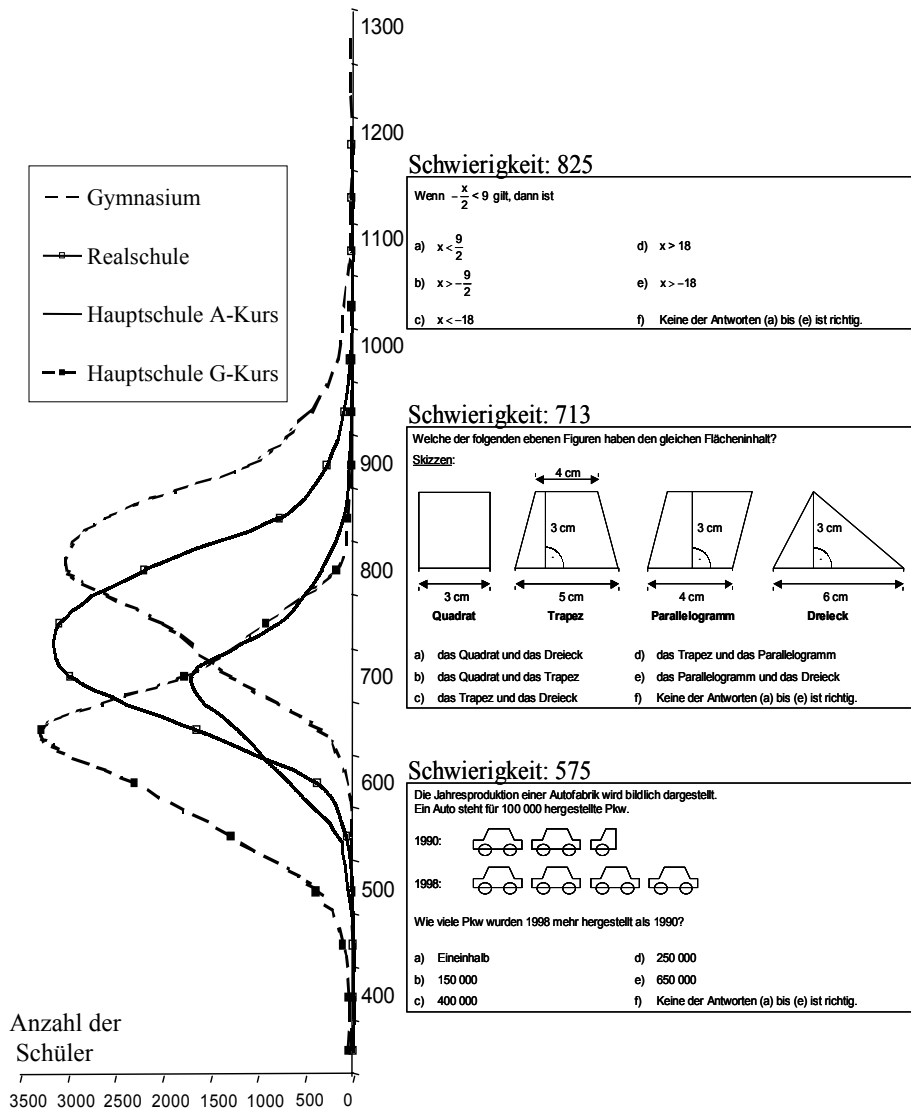 1300
1200
1100
1000
900
800
700
600
500
400
Gymnasium
Realschule
Hauptschule A-Kurs
Hauptschule G-Kurs
Anzahl der
Schüler
3500 3000 2500 2000 1500 1000 500 0
Schwierigkeit: 825
Wenn -x/2 < 9 gilt, dann ist
a) x < 9/2
d) x > 18
b) x > -9/2
e) x > -18
c) x < -18
f) Keine der Antworten (a) bis (e) ist richtig.
Schwierigkeit: 713
Welche der folgenden ebenen Figuren haben den gleichen Flächeninhalt?
Skizzen:
4 cm
3 cm 3 cm 3 cm
3 cm 5 cm 4 cm 6 cm
Quadrat Trapez Parallelogramm Dreieck
a) das Quadrat und das Dreieck
d) das Trapez und das Parallelogramm
b) das Quadrat und das Trapez
e) das Parallelogramm und das Dreieck
c) das Trapez und das Dreieck
f) Keine der Antworten (a) bis (e) ist richtig.
Schwierigkeit: 575
Die Jahresproduktion einer Autofabrik wird bildlich dargestellt.
Ein Auto steht für 100 000 hergestellte Pkw.
1990:
1998:
Wie viele Pkw wurden 1998 mehr hergestellt als 1990?
a) Eineinhalb
d) 250 000
b) 150 000
e) 650 000
c) 400 000
f) Keine der Antworten (a) bis (e) ist richtig.